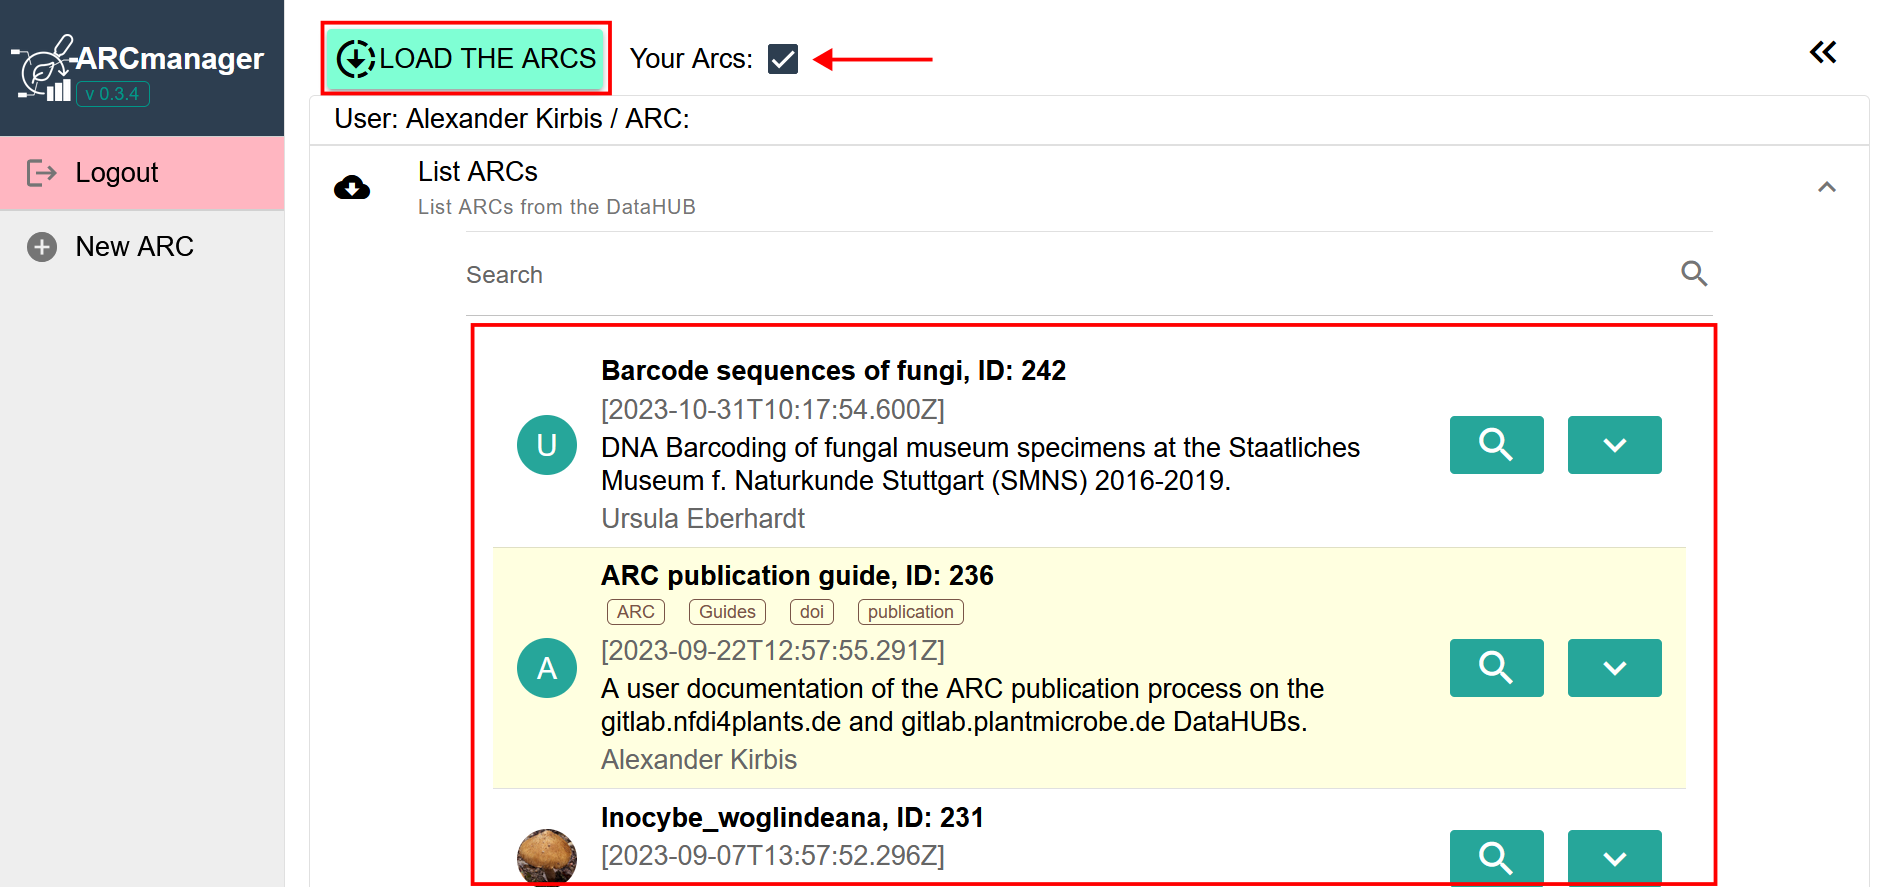 ARCmanager
v 0.3.4
Logout
New ARC
LOAD THE ARCS
Your Arcs:
User: Alexander Kirbis / ARC:
List ARCs
List ARCs from the DataHUB
Search
Barcode sequences of fungi, ID: 242
[2023-10-31T10:17:54.600Z]
U
DNA Barcoding of fungal museum specimens at the Staatliches
Museum f. Naturkunde Stuttgart (SMNS) 2016-2019.
Ursula Eberhardt
ARC publication guide, ID: 236
ARC Guides doi publication
[2023-09-22T12:57:55.291Z]
A
A user documentation of the ARC publication process on the
gitlab.nfdi4plants.de and gitlab.plantmicrobe.de DataHUBs.
Alexander Kirbis
Inocybe_woglindeana, ID: 231
[2023-09-07T13:57:52.296Z]